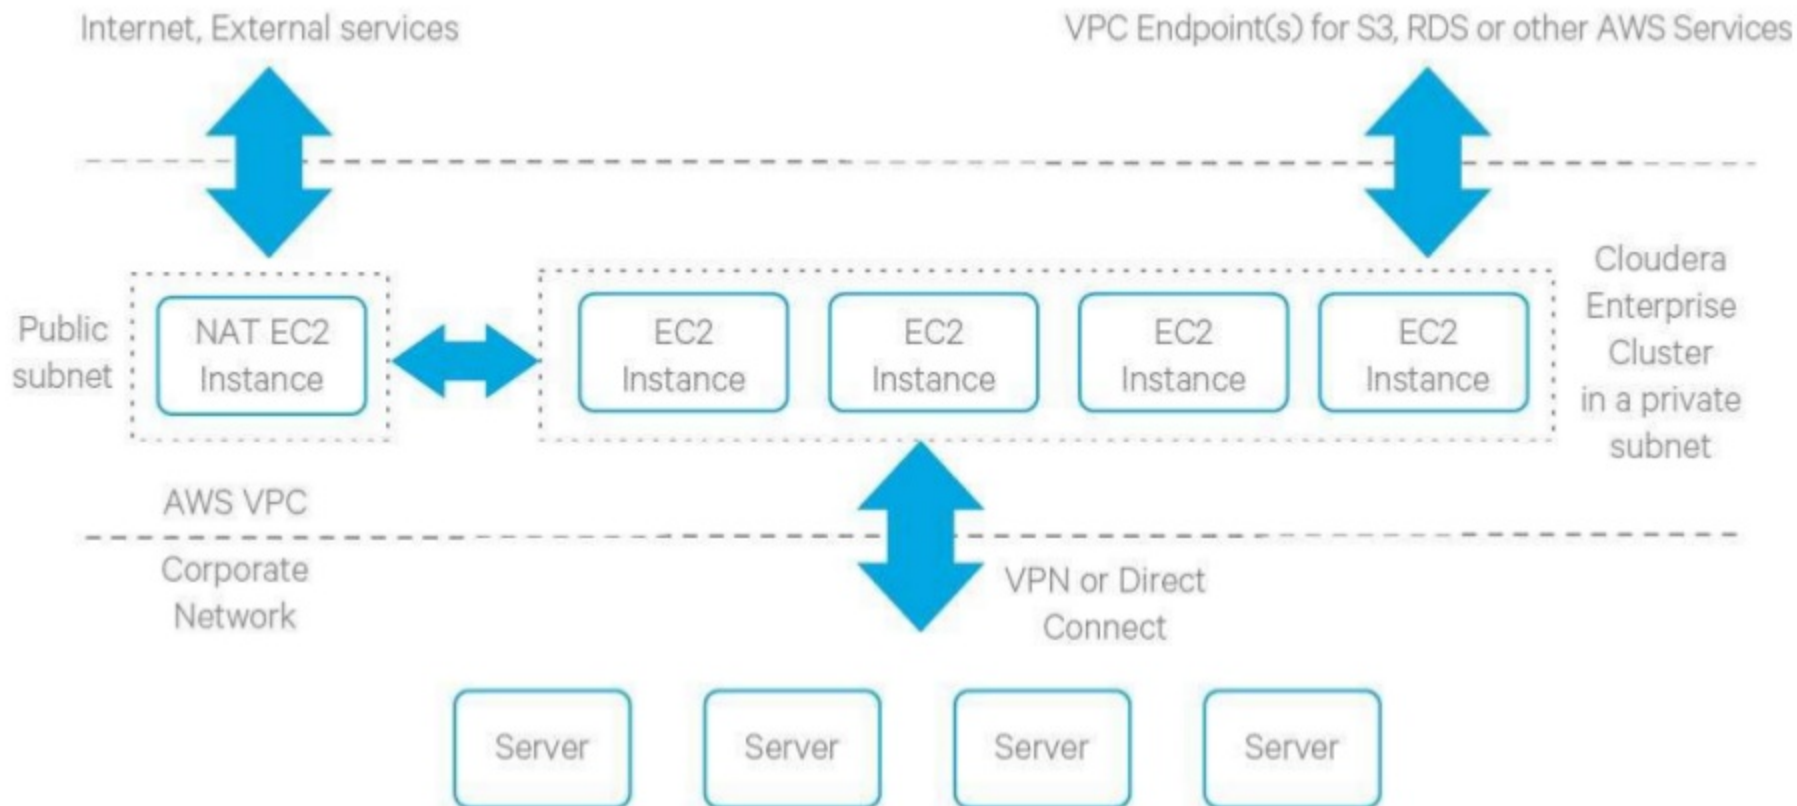 Internet, External services
VPC Endpoint(s) for S3, RDS or other AWS Services
Public
subnet
NAT EC2
Instance
EC2
Instance
EC2
Instance
EC2
Instance
EC2
Instance
Cloudera
Enterprise
Cluster
in a private
subnet
AWS VPC
Corporate
Network
VPN or Direct
Connect
Server
Server
Server
Server